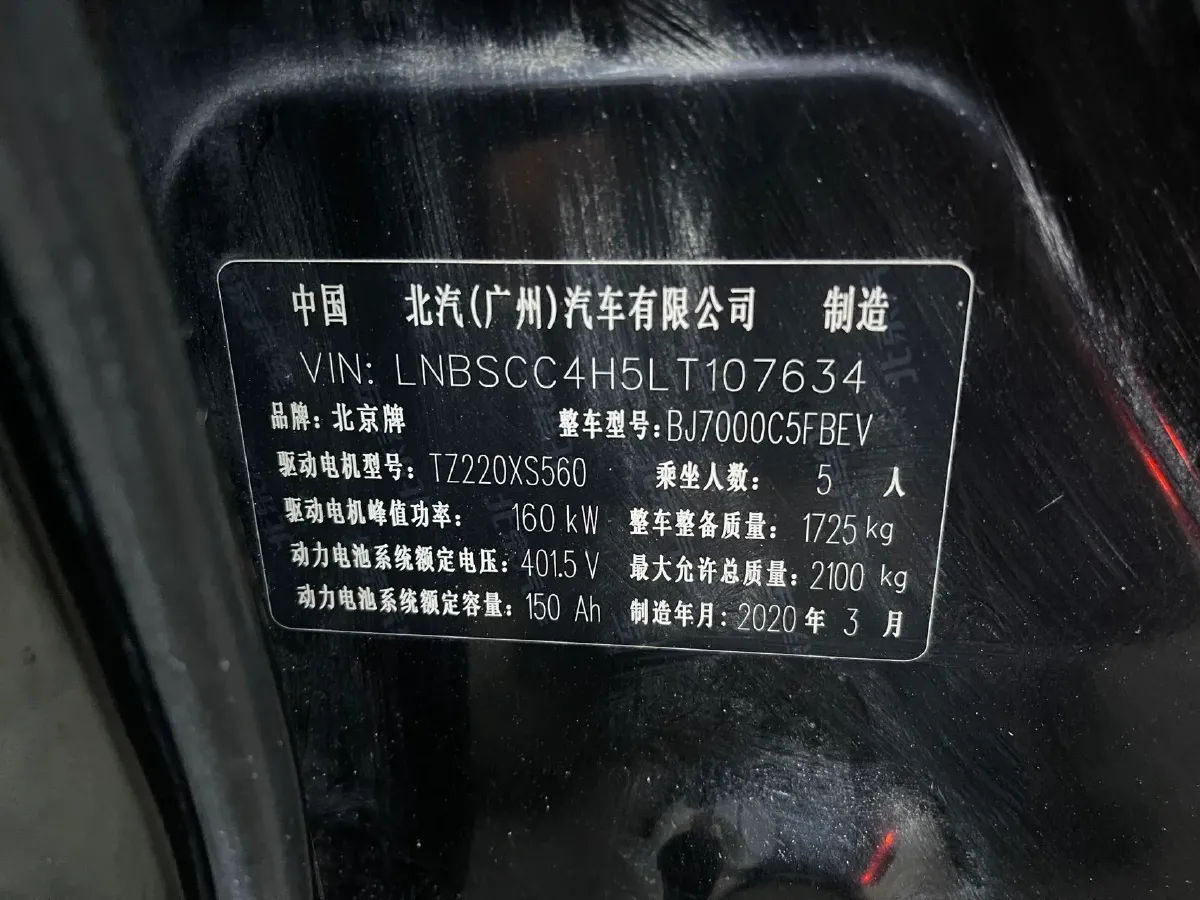 中国 北汽(广州)汽车有限公司 制造
VIN: LNBSCC4H5LT107634
品牌: 北京牌 整车型号: BJ7000C5FBEV
驱动电机型号: TZ220XS560 乘坐人数: 5 人
驱动电机峰值功率: 160 kW 整车整备质量: 1725 kg
动力电池系统额定电压: 401.5 V 最大允许总质量: 2100 kg
动力电池系统额定容量: 150 Ah 制造年月: 2020 年 3 月